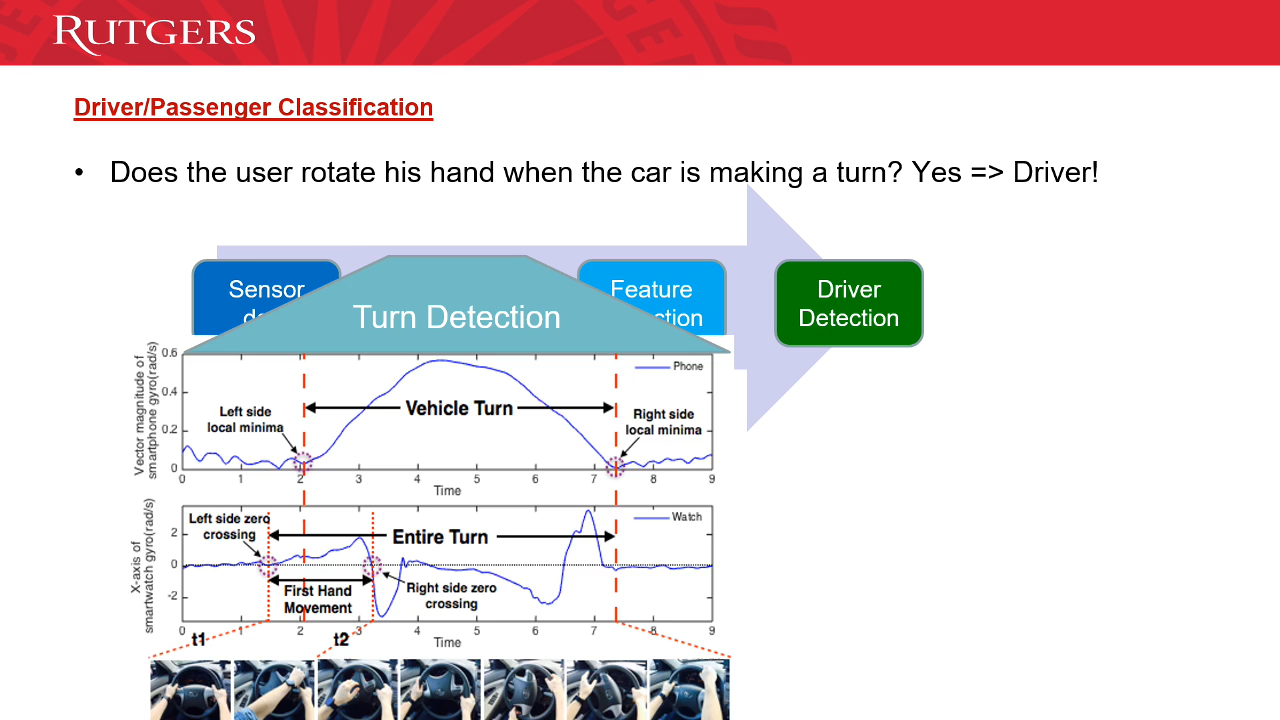 RUTGERS
Driver/Passenger Classification
• Does the user rotate his hand when the car is making a turn? Yes => Driver!
Sensor
Turn Detection
Feature
Driver
Detection
Vector magnitude of
smartphone gyro(rad/s)
0.6
0.4
0.2
0
Phone
Left side
local minima
Vehicle Turn
Right side
local minima
0 1 2 3 4 5 6 7 8 9
Time
X-axis of
smartwatch gyro(rad/s)
2
0
-2
Watch
Left side zero
crossing
Entire Turn
First Hand
Movement
Right side zero
crossing
0 1 2 3 4 5 6 7 8 9
t1 t2
Time